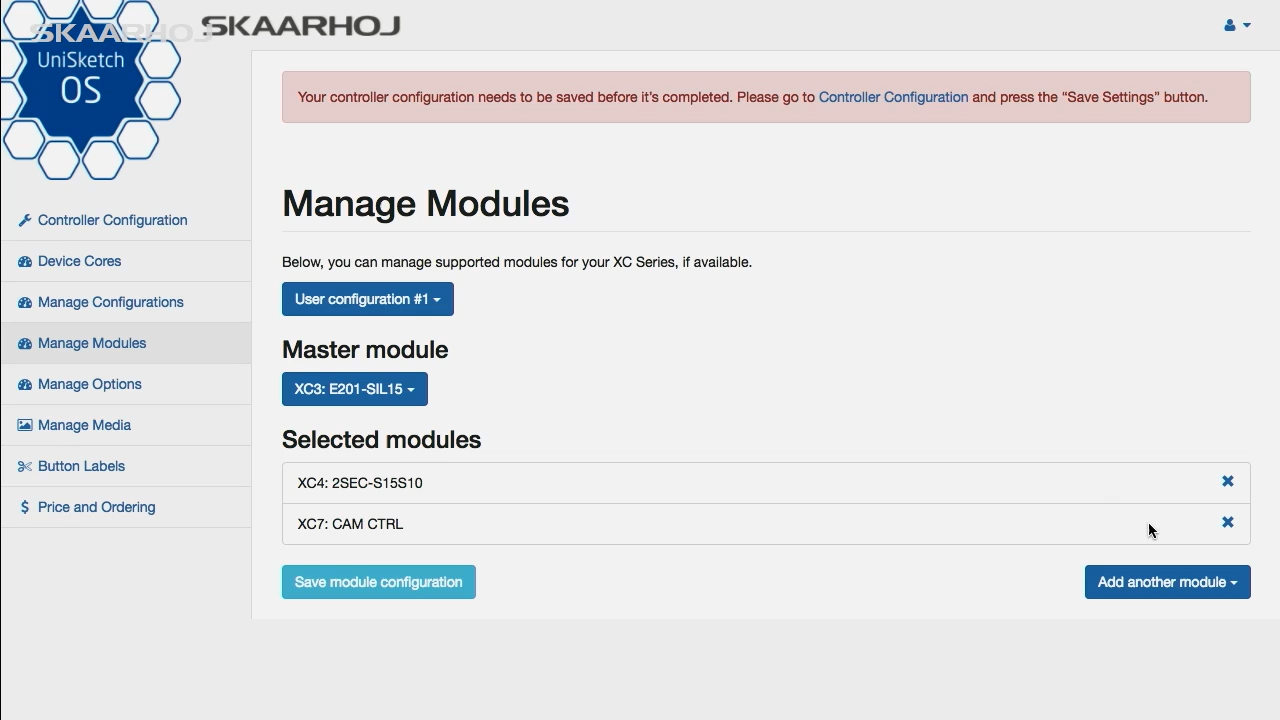 SKAARHOJ
SKAARHOJ
UniSketch
OS
Your controller configuration needs to be saved before it's completed. Please go to Controller Configuration and press the “Save Settings” button.
Controller Configuration
Device Cores
Manage Configurations
Manage Modules
Manage Options
Manage Media
Button Labels
$ Price and Ordering
Manage Modules
Below, you can manage supported modules for your XC Series, if available.
User configuration #1
Master module
XC3: E201-SIL15
Selected modules
XC4: 2SEC-S15S10
XC7: CAM CTRL
Save module configuration
Add another module